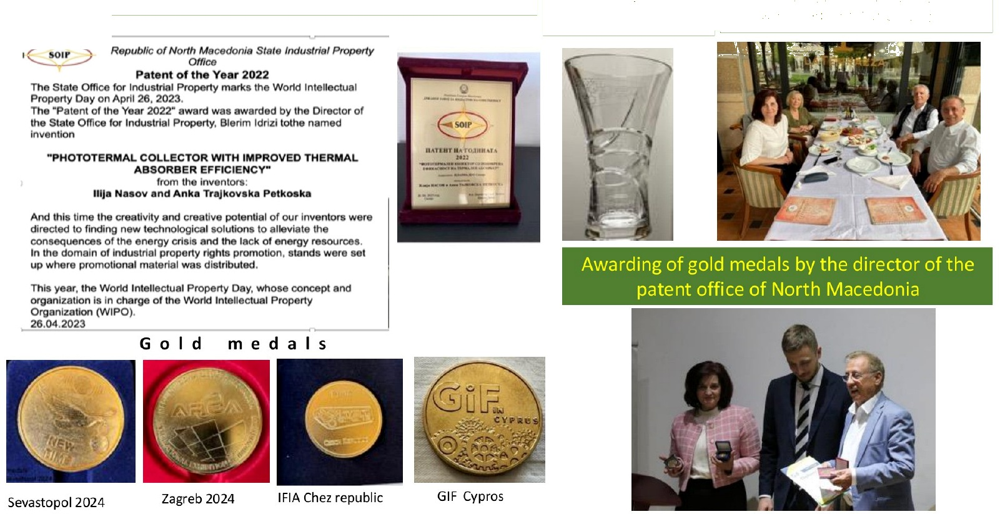 SOIP
Republic of North Macedonia State Industrial Property
Office
Patent of the Year 2022
The State Office for Industrial Property marks the World Intellectual
Property Day on April 26, 2023.
The "Patent of the Year 2022" award was awarded by the Director of
the State Office for Industrial Property, Blerim Idrizi tothe named
invention
"PHOTOTERMAL COLLECTOR WITH IMPROVED THERMAL
ABSORBER EFFICIENCY"
from the inventors:
Ilija Nasov and Anka Trajkovska Petkoska
And this time the creativity and creative potential of our inventors were
directed to finding new technological solutions to alleviate the
consequences of the energy crisis and the lack of energy resources.
In the domain of industrial property rights promotion, stands were set
up where promotional material was distributed.
This year, the World Intellectual Property Day, whose concept and
organization is in charge of the World Intellectual Property
Organization (WIPO).
26.04.2023
SOIP
ПАТЕНТ НА ГОДИНАТА
2022
Awarding of gold medals by the director of the
patent office of North Macedonia
Gold medals
NEW
TIME
ARCA
CZECH REPUBLIC
GiF
IN
CYPRUS
Sevastopol 2024
Zagreb 2024
IFIA Chez republic
GIF Cypros